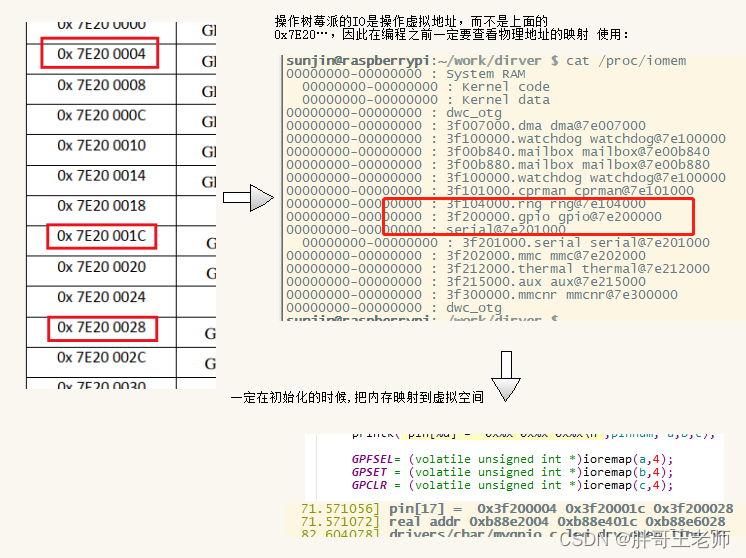 操作树莓派的IO是操作虚拟地址，而不是上面的
0x7E20…，因此在编程之前一定要查看物理地址的映射 使用：
0x 7E20 0000
0x 7E20 0004
0x 7E20 0008
0x 7E20 000C
0x 7E20 0010
0x 7E20 0014
0x 7E20 0018
0x 7E20 001C
0x 7E20 0020
0x 7E20 0024
0x 7E20 0028
0x 7E20 002C
0x 7E20 0030
sunjin@raspberrypi:~/work/dirver $ cat /proc/iomem
00000000-00000000 : System RAM
00000000-00000000 : Kernel code
00000000-00000000 : Kernel data
00000000-00000000 : dwc_otg
00000000-00000000 : 3f007000.dma dma@7e007000
00000000-00000000 : 3f100000.watchdog watchdog@7e100000
00000000-00000000 : 3f00b840.mailbox mailbox@7e00b840
00000000-00000000 : 3f00b880.mailbox mailbox@7e00b880
00000000-00000000 : 3f100000.watchdog watchdog@7e100000
00000000-00000000 : 3f101000.cprman cprman@7e101000
00000000-00000000 : 3f104000.rng rng@7e104000
00000000-00000000 : 3f200000.gpio gpio@7e200000
00000000-00000000 : serial@7e201000
00000000-00000000 : 3f201000.serial serial@7e201000
00000000-00000000 : 3f202000.mmc mmc@7e202000
00000000-00000000 : 3f212000.thermal thermal@7e212000
00000000-00000000 : 3f215000.aux aux@7e215000
00000000-00000000 : 3f300000.mmcnr mmcnr@7e300000
00000000-00000000 : dwc_otg
sunjin@raspberrypi:~/work/dirver $
一定在初始化的时候,把内存映射到虚拟空间
printk("pin[%d] = 0x%x 0x%x 0x%x\n",pinnum, a,b,c);
GPFSEL= (volatile unsigned int *)ioremap(a,4);
GPSET = (volatile unsigned int *)ioremap(b,4);
GPCLR = (volatile unsigned int *)ioremap(c,4);
71.571056] pin[17] = 0x3f200004 0x3f20001c 0x3f200028
71.571072] real addr 0xb88e2004 0xb88e401c 0xb88e6028
82.604078] drivers/char/mygpio
CSDN @胖哥王老师